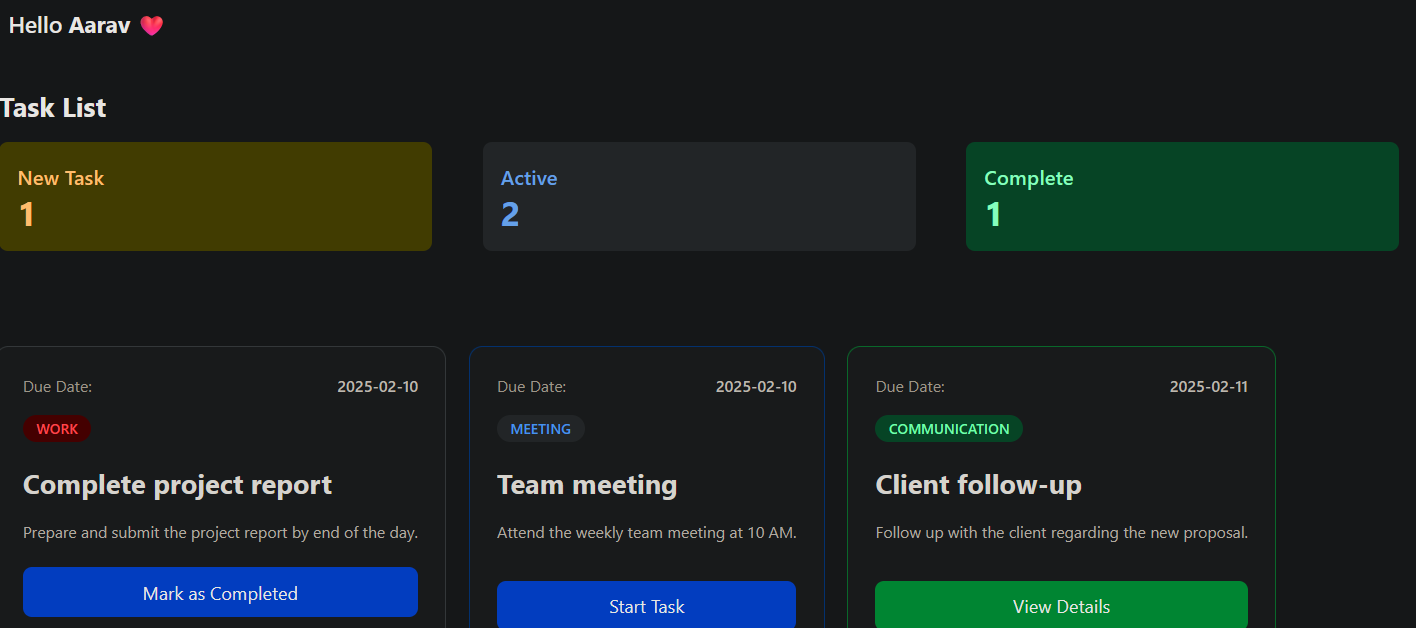 Hello Aarav ❤️
Task List
New Task
1
Active
2
Complete
1
Due Date: 2025-02-10
WORK
Complete project report
Prepare and submit the project report by end of the day.
Mark as Completed
Due Date: 2025-02-10
MEETING
Team meeting
Attend the weekly team meeting at 10 AM.
Start Task
Due Date: 2025-02-11
COMMUNICATION
Client follow-up
Follow up with the client regarding the new proposal.
View Details